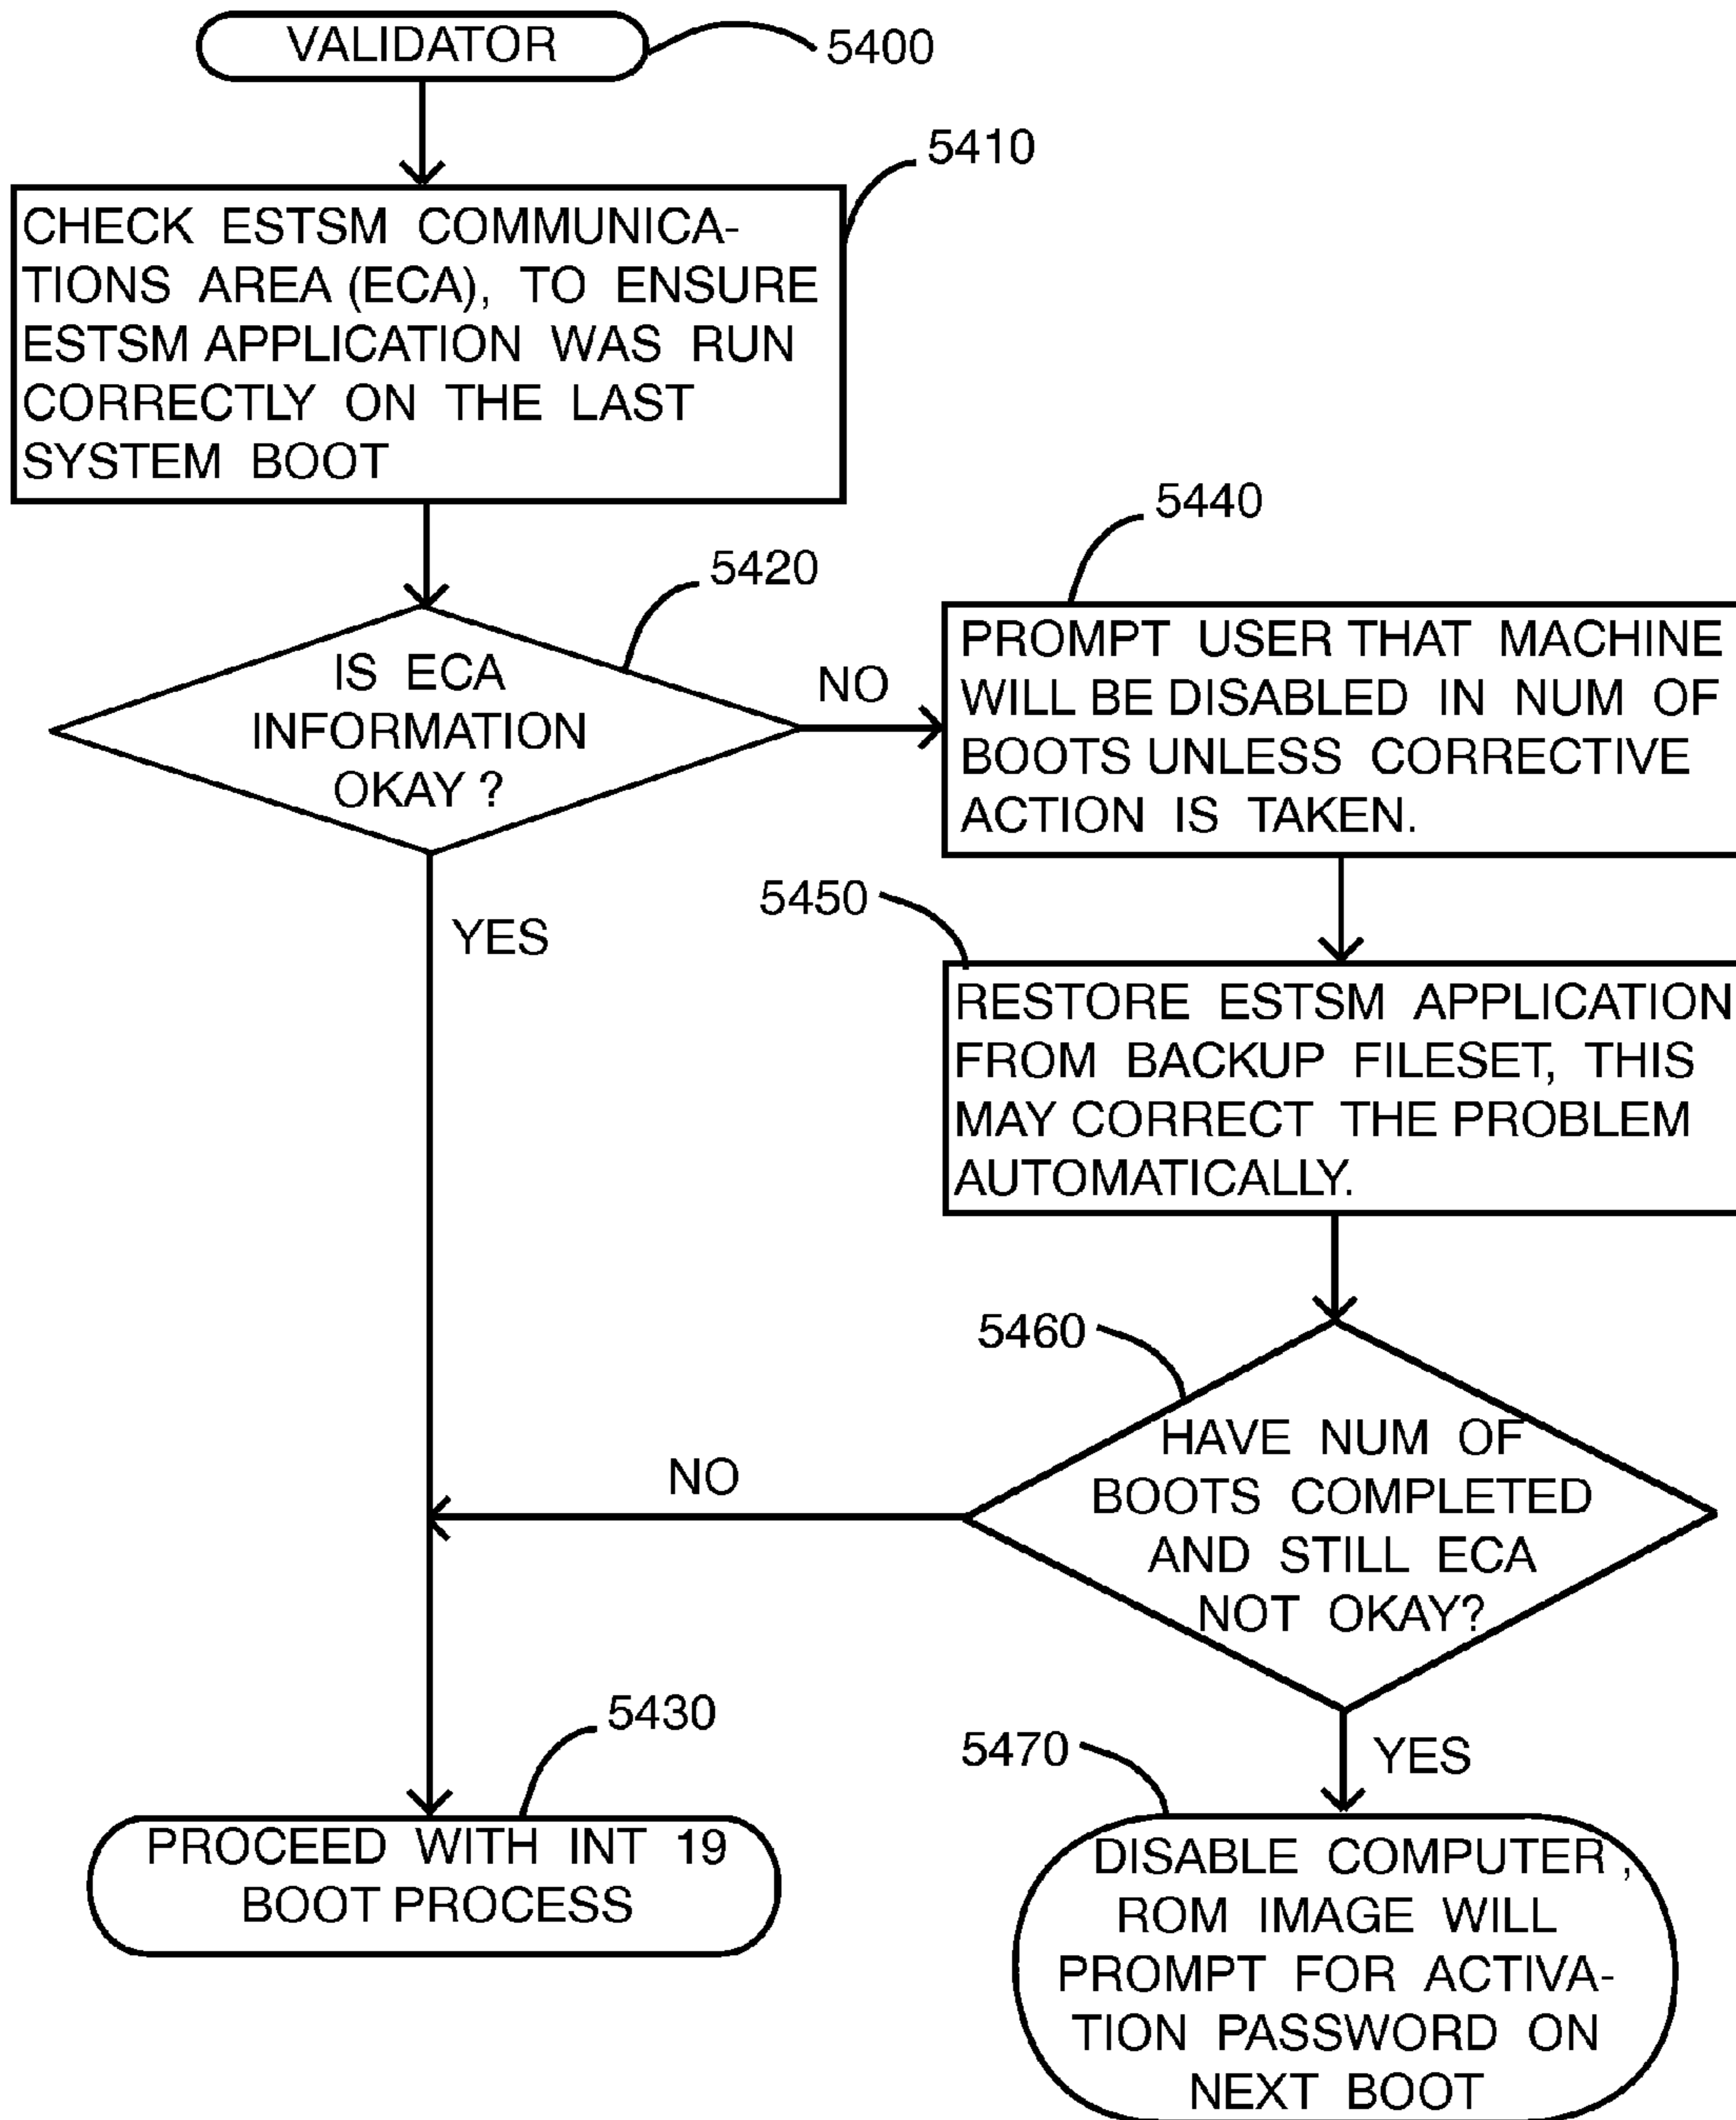 VALIDATOR
5400
5410
CHECK ESTSM COMMUNICA-
TIONS AREA (ECA), TO ENSURE
ESTSM APPLICATION WAS RUN
CORRECTLY ON THE LAST
SYSTEM BOOT
5420
IS ECA
INFORMATION
OKAY ?
NO
YES
5440
PROMPT USER THAT MACHINE
WILL BE DISABLED IN NUM OF
BOOTS UNLESS CORRECTIVE
ACTION IS TAKEN.
5450
RESTORE ESTSM APPLICATION
FROM BACKUP FILESET, THIS
MAY CORRECT THE PROBLEM
AUTOMATICALLY.
5460
HAVE NUM OF
BOOTS COMPLETED
AND STILL ECA
NOT OKAY?
NO
YES
5430
PROCEED WITH INT 19
BOOT PROCESS
5470
DISABLE COMPUTER ,
ROM IMAGE WILL
PROMPT FOR ACTIVA-
TION PASSWORD ON
NEXT BOOT